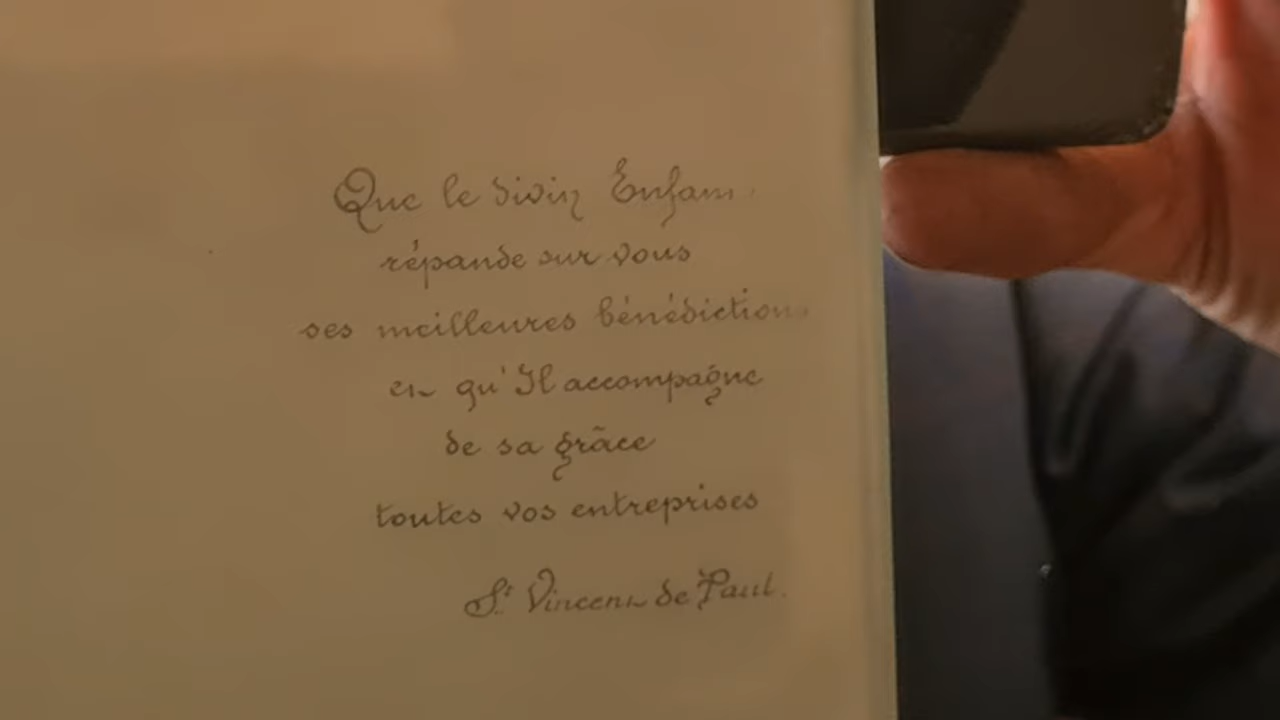 Que le divin Enfant
répande sur vous
ses meilleures bénédictions
et qu'Il accompagne
de sa grâce
toutes vos entreprises
St Vincent de Paul.